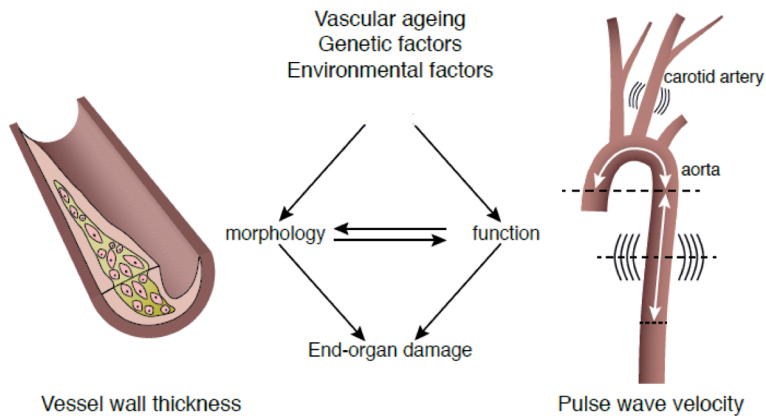 Vascular ageing
Genetic factors
Environmental factors
carotid artery
aorta
morphology
function
End-organ damage
Vessel wall thickness
Pulse wave velocity